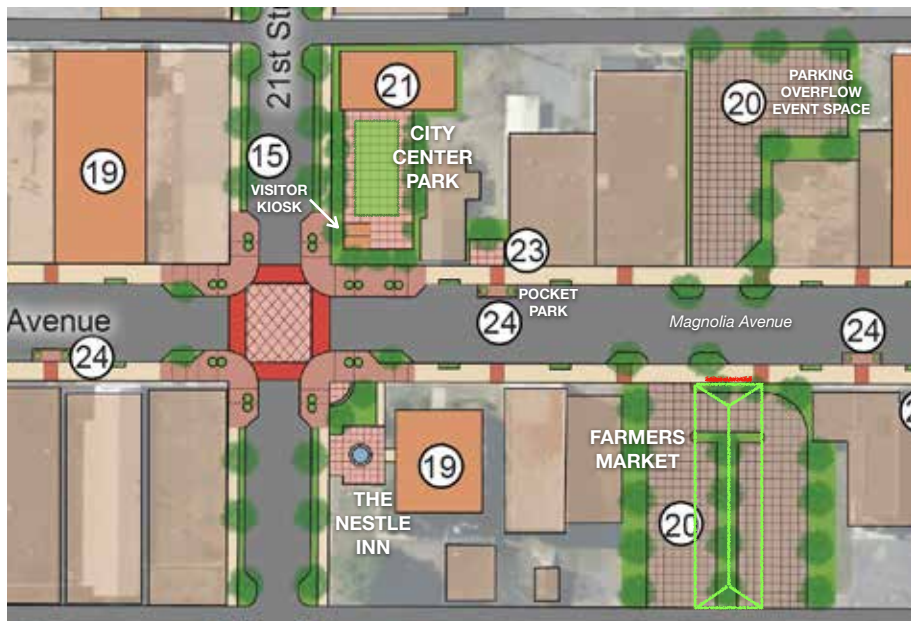 21st Str
21
20
PARKING
OVERFLOW
EVENT SPACE
CITY
CENTER
PARK
15
19
VISITOR
KIOSK
23
POCKET
PARK
Avenue
24
Magnolia Avenue
24
24
FARMERS
MARKET
19
THE
NESTLE
INN
20